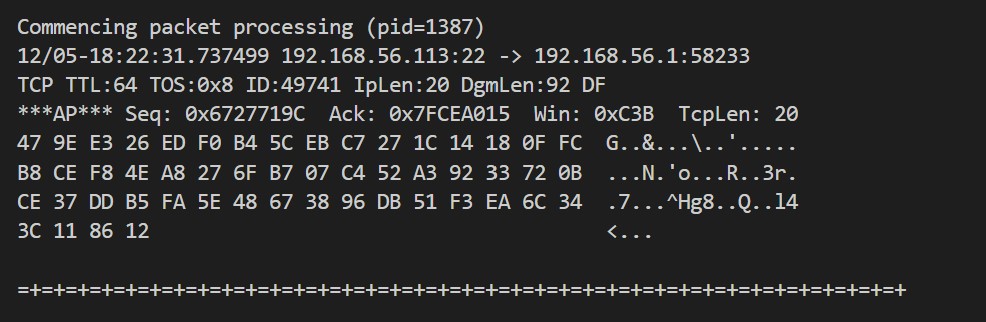 Commencing packet processing (pid=1387)
12/05-18:22:31.737499 192.168.56.113:22 -> 192.168.56.1:58233
TCP TTL:64 TOS:0x8 ID:49741 IpLen:20 DgmLen:92 DF
***AP*** Seq: 0x6727719C  Ack: 0x7FCEA015  Win: 0xC3B  TcpLen: 20
47 9E E3 26 ED F0 B4 5C EB C7 27 1C 14 18 0F FC  G..&...\..'.....
B8 CE F8 4E A8 27 6F B7 07 C4 52 A3 92 33 72 0B  ...N.'o...R..3r.
CE 37 DD B5 FA 5E 48 67 38 96 DB 51 F3 EA 6C 34  .7...^Hg8..Q..l4
3C 11 86 12                                      <...
=+=+=+=+=+=+=+=+=+=+=+=+=+=+=+=+=+=+=+=+=+=+=+=+=+=+=+=+=+=+=+=+=+=+=+=+=+